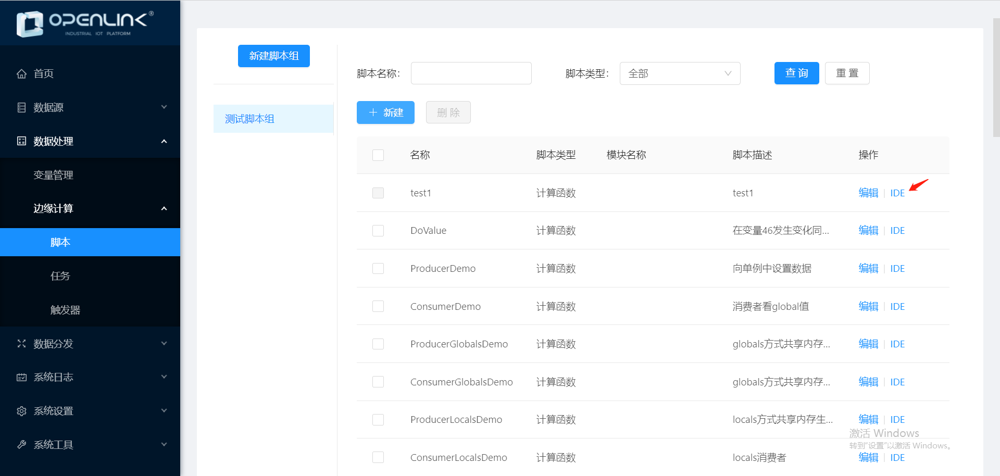 OPENLINK®
INDUSTRIAL IOT PLATFORM
首页
数据源
数据处理
变量管理
边缘计算
脚本
任务
触发器
数据分发
系统日志
系统设置
系统工具
新建脚本组
测试脚本组
脚本名称: 脚本类型: 全部 查询 重置
新建 删除
名称 脚本类型 模块名称 脚本描述 操作
test1 计算函数 test1 编辑 IDE
DoValue 计算函数 在变量46发生变化同... 编辑 IDE
ProducerDemo 计算函数 向单例中设置数据 编辑 IDE
ConsumerDemo 计算函数 消费者看global值 编辑 IDE
ProducerGlobalsDemo 计算函数 globals方式共享内存... 编辑 IDE
ConsumerGlobalsDemo 计算函数 globals方式共享内存... 编辑 IDE
ProducerLocalsDemo 计算函数 locals方式共享内存生... 编辑 IDE
激活 Windows
转到"设置"以激活 Windows。
ConsumerLocalsDemo 计算函数 locals消费者 编辑 IDE